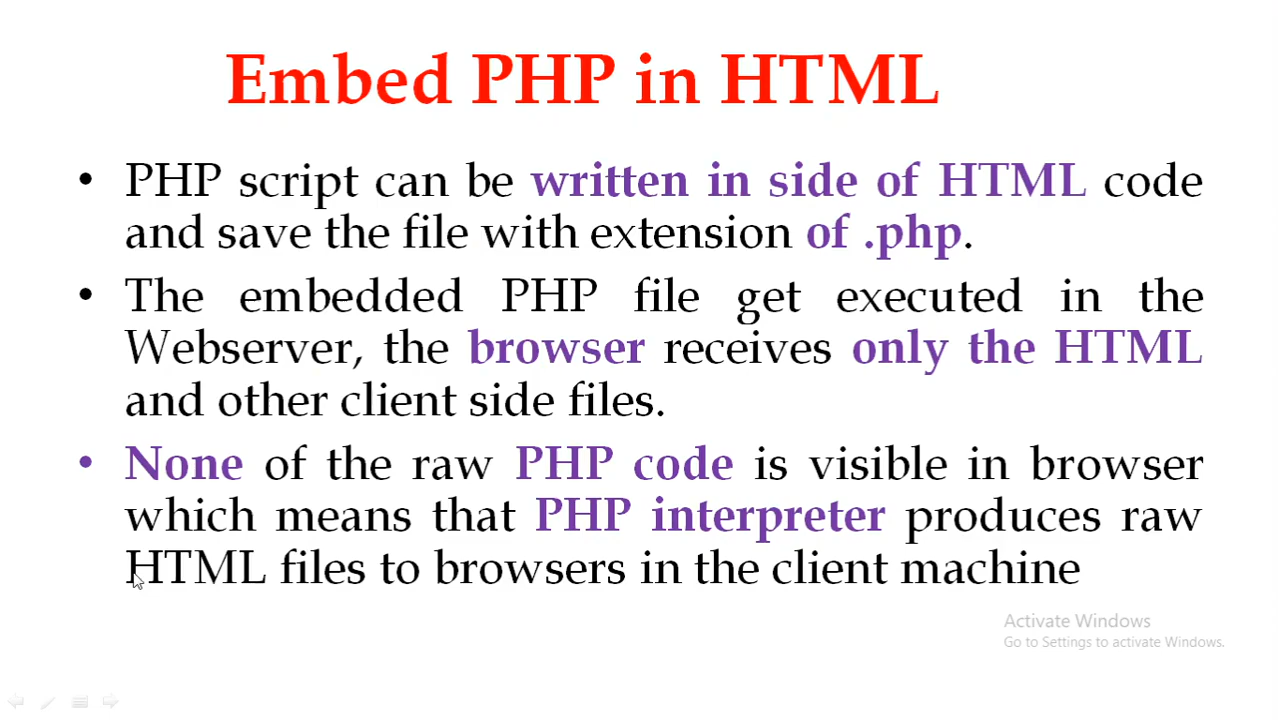 Embed PHP in HTML
• PHP script can be written in side of HTML code
and save the file with extension of .php.
• The embedded PHP file get executed in the
Webserver, the browser receives only the HTML
and other client side files.
• None of the raw PHP code is visible in browser
which means that PHP interpreter produces raw
HTML files to browsers in the client machine
Activate Windows
Go to Settings to activate Windows.